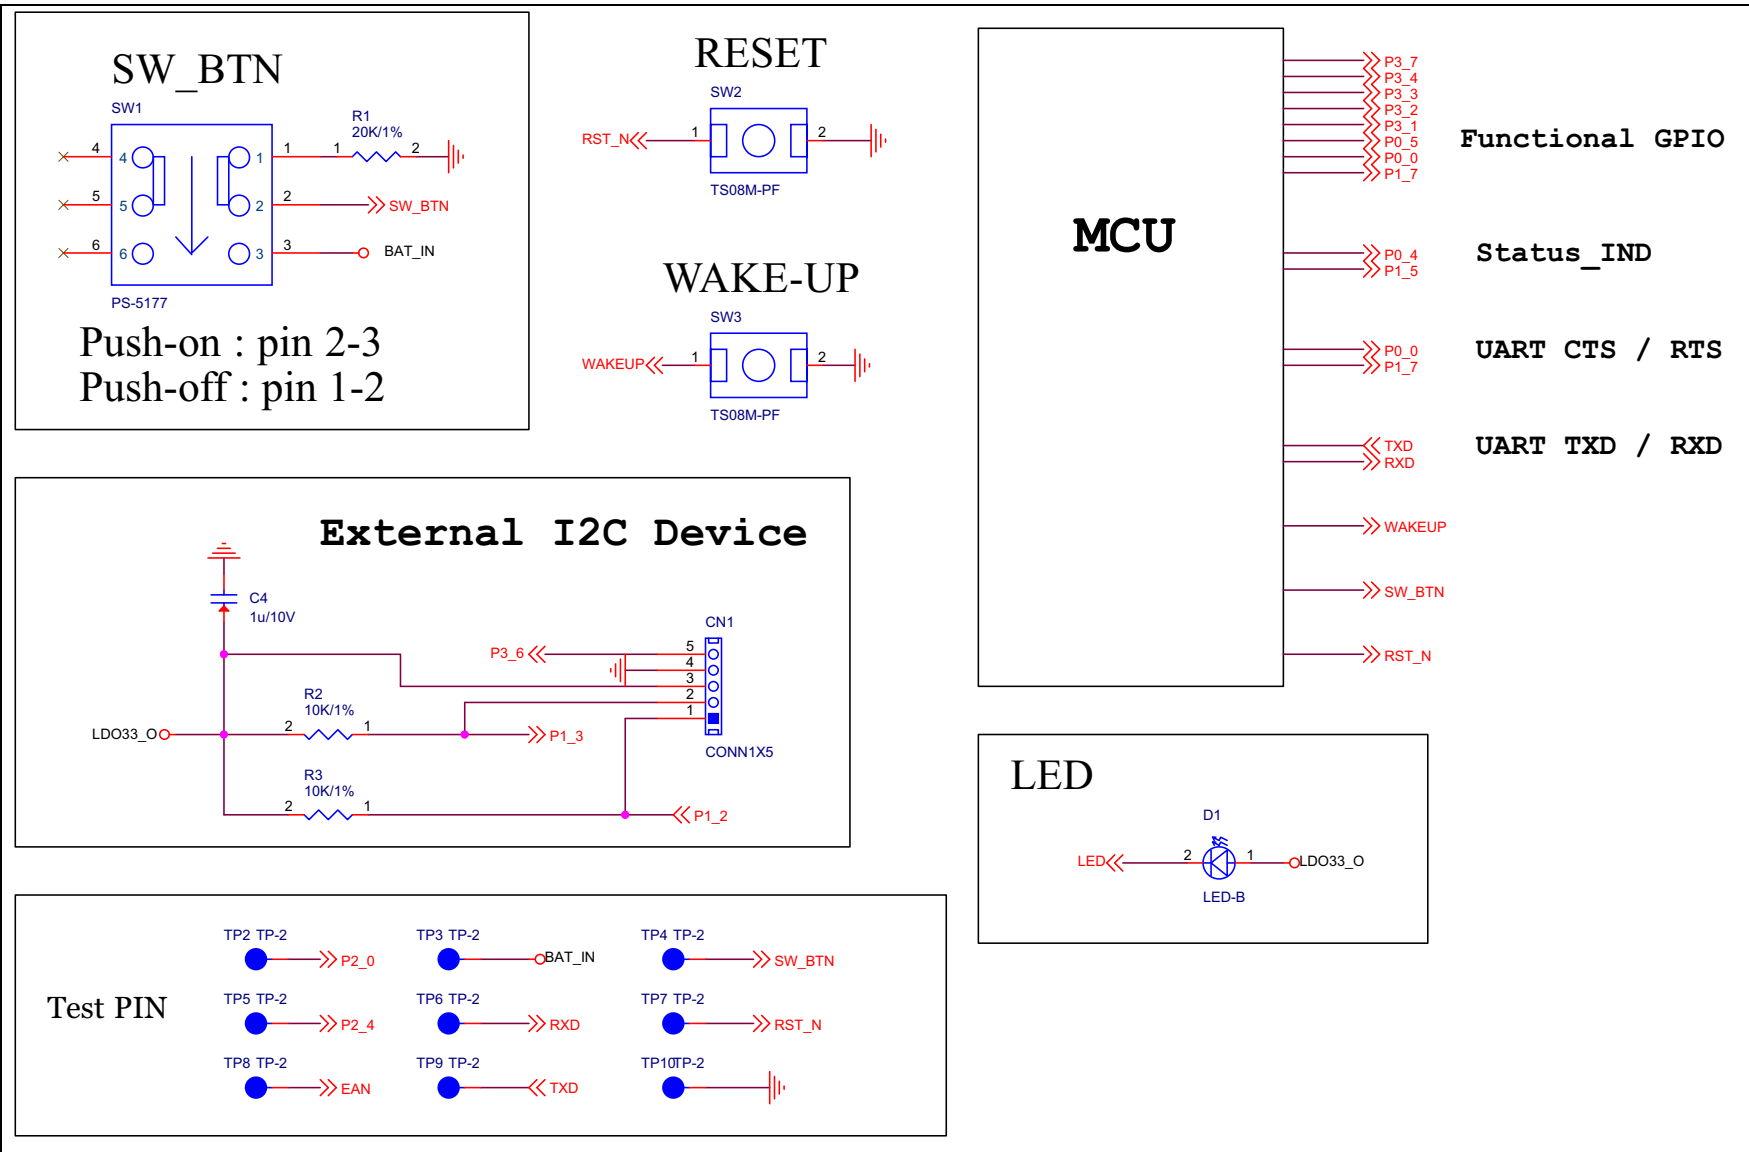 SW_BTN
SW1
R1
20K/1%
4 4 1 1 1 2
5 5 2 2 SW_BTN
6 6 3 3 BAT_IN
PS-5177
Push-on : pin 2-3
Push-off : pin 1-2
RESET
SW2
RST_N 1 2
TS08M-PF
WAKE-UP
SW3
WAKEUP 1 2
TS08M-PF
MCU
P3_7
P3_4
P3_3
P3_2
P3_1
P0_5
P0_0
P1_7
Functional GPIO
P0_4
P1_5
Status_IND
P0_0
P1_7
UART CTS / RTS
TXD
RXD
UART TXD / RXD
WAKEUP
SW_BTN
RST_N
External I2C Device
C4
1u/10V
CN1
P3_6 5
4
3
2
1
CONN1X5
R2
10K/1%
LDO33_O 2 1 P1_3
R3
10K/1%
2 1 P1_2
LED
D1
LED 2 1 LDO33_O
LED-B
Test PIN
TP2 TP-2 TP3 TP-2 TP4 TP-2
P2_0 BAT_IN SW_BTN
TP5 TP-2 TP6 TP-2 TP7 TP-2
P2_4 RXD RST_N
TP8 TP-2 TP9 TP-2 TP10TP-2
EAN TXD